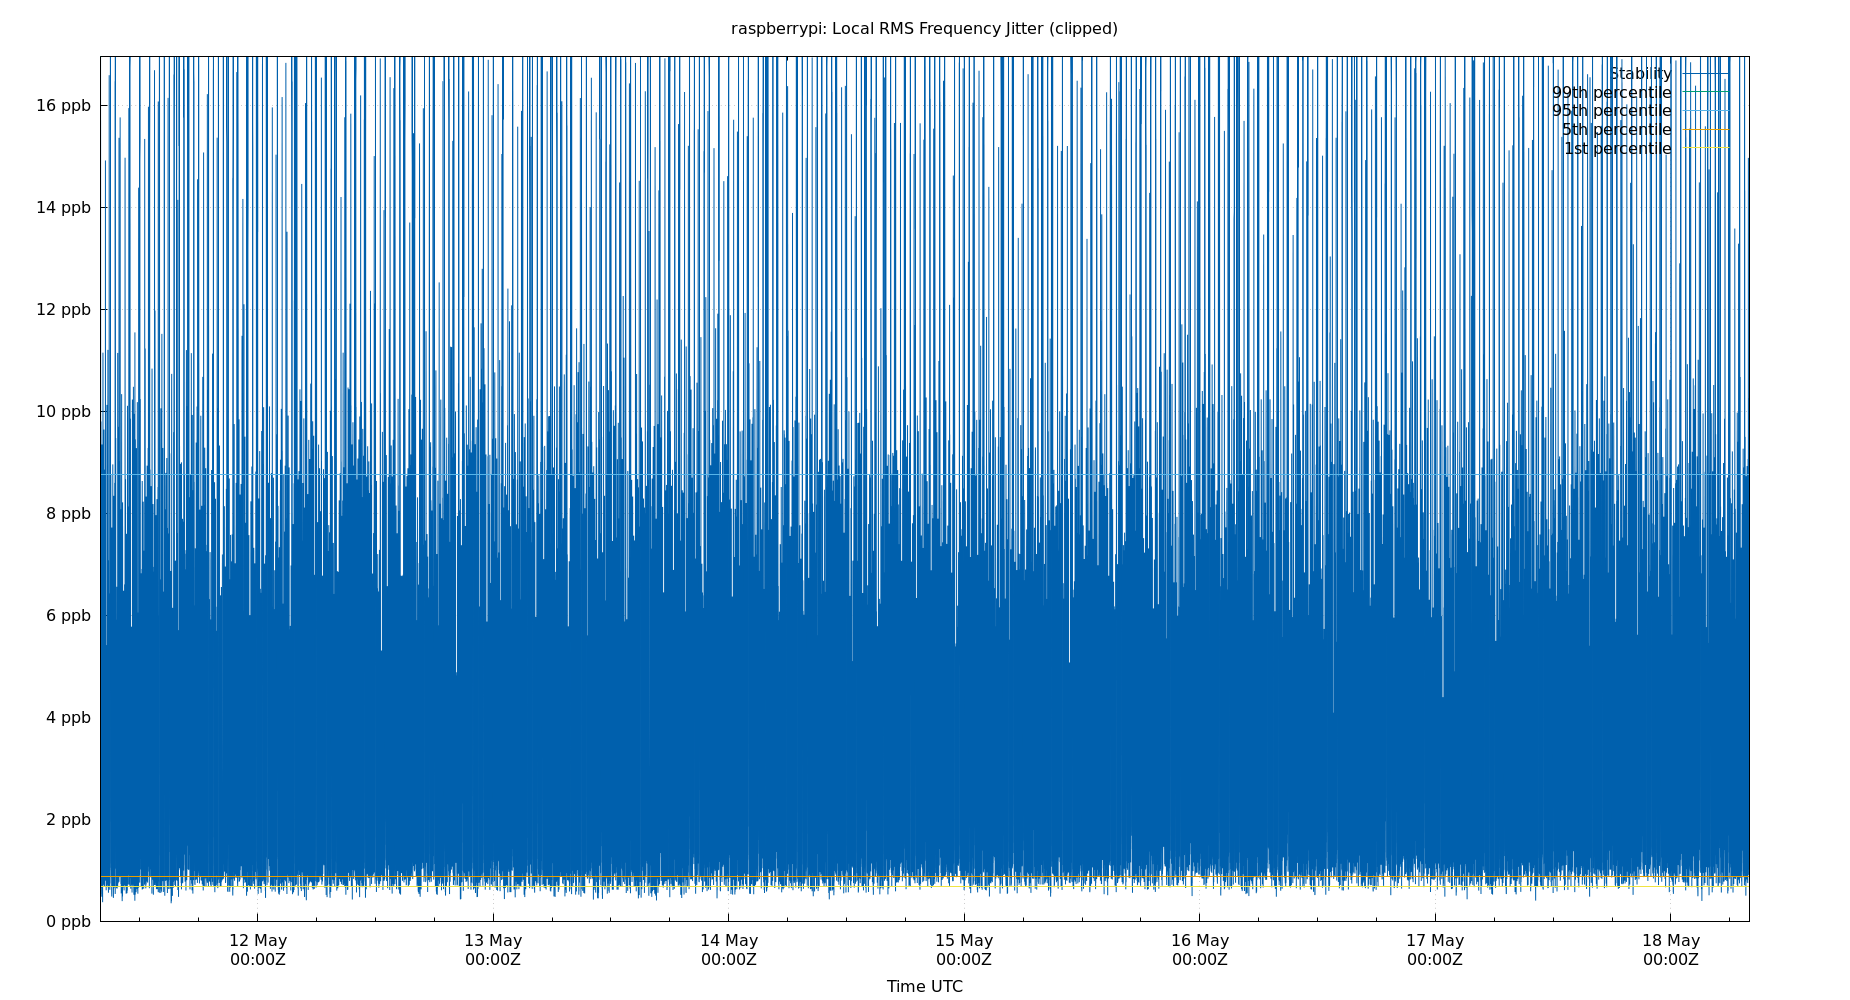 raspberrypi: Local RMS Frequency Jitter (clipped)
Stability
99th percentile
95th percentile
5th percentile
1st percentile
16 ppb
14 ppb
12 ppb
10 ppb
8 ppb
6 ppb
4 ppb
2 ppb
0 ppb
12 May 13 May 14 May 15 May 16 May 17 May 18 May
00:00Z 00:00Z 00:00Z 00:00Z 00:00Z 00:00Z 00:00Z
Time UTC